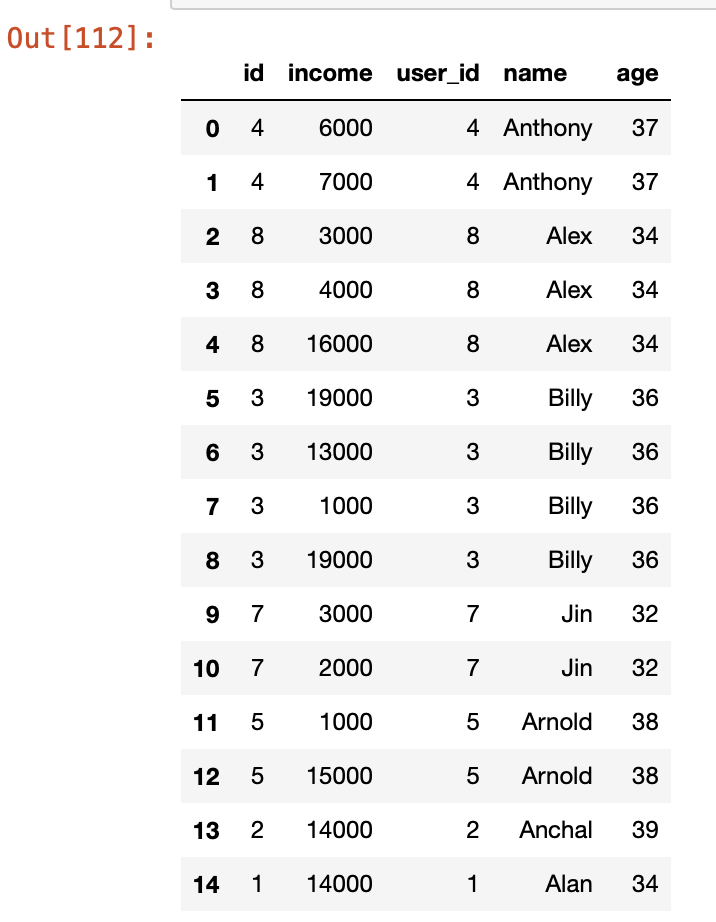 Out[112]:
id income user_id name age
0 4 6000 4 Anthony 37
1 4 7000 4 Anthony 37
2 8 3000 8 Alex 34
3 8 4000 8 Alex 34
4 8 16000 8 Alex 34
5 3 19000 3 Billy 36
6 3 13000 3 Billy 36
7 3 1000 3 Billy 36
8 3 19000 3 Billy 36
9 7 3000 7 Jin 32
10 7 2000 7 Jin 32
11 5 1000 5 Arnold 38
12 5 15000 5 Arnold 38
13 2 14000 2 Anchal 39
14 1 14000 1 Alan 34